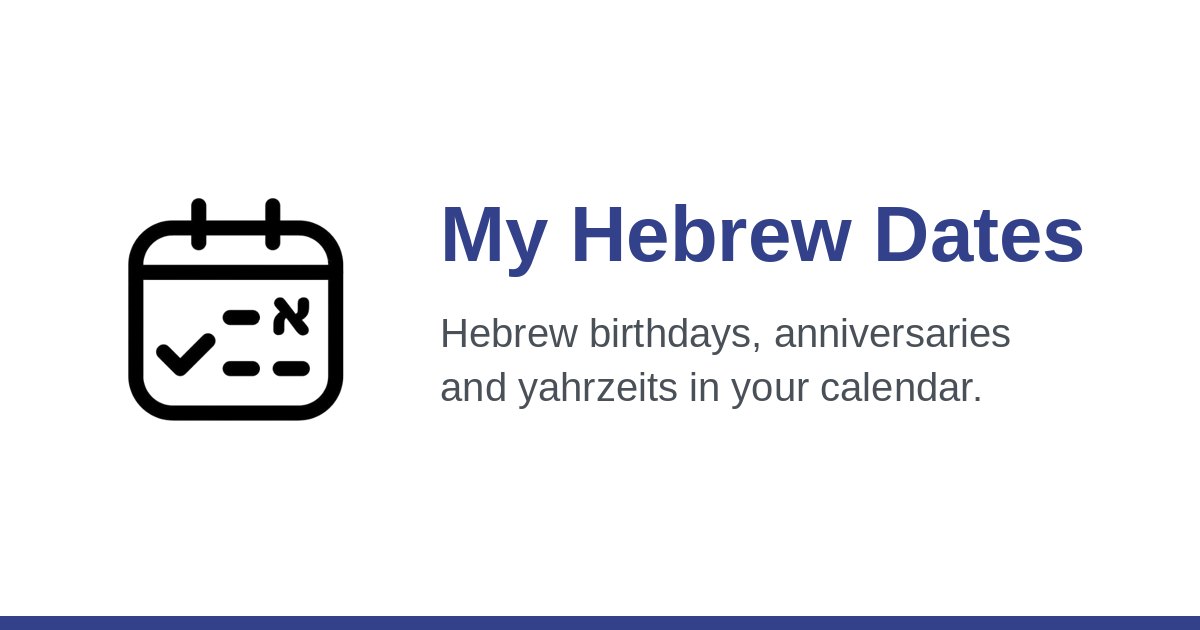 א
My Hebrew Dates
Hebrew birthdays, anniversaries
and yahrzeits in your calendar.